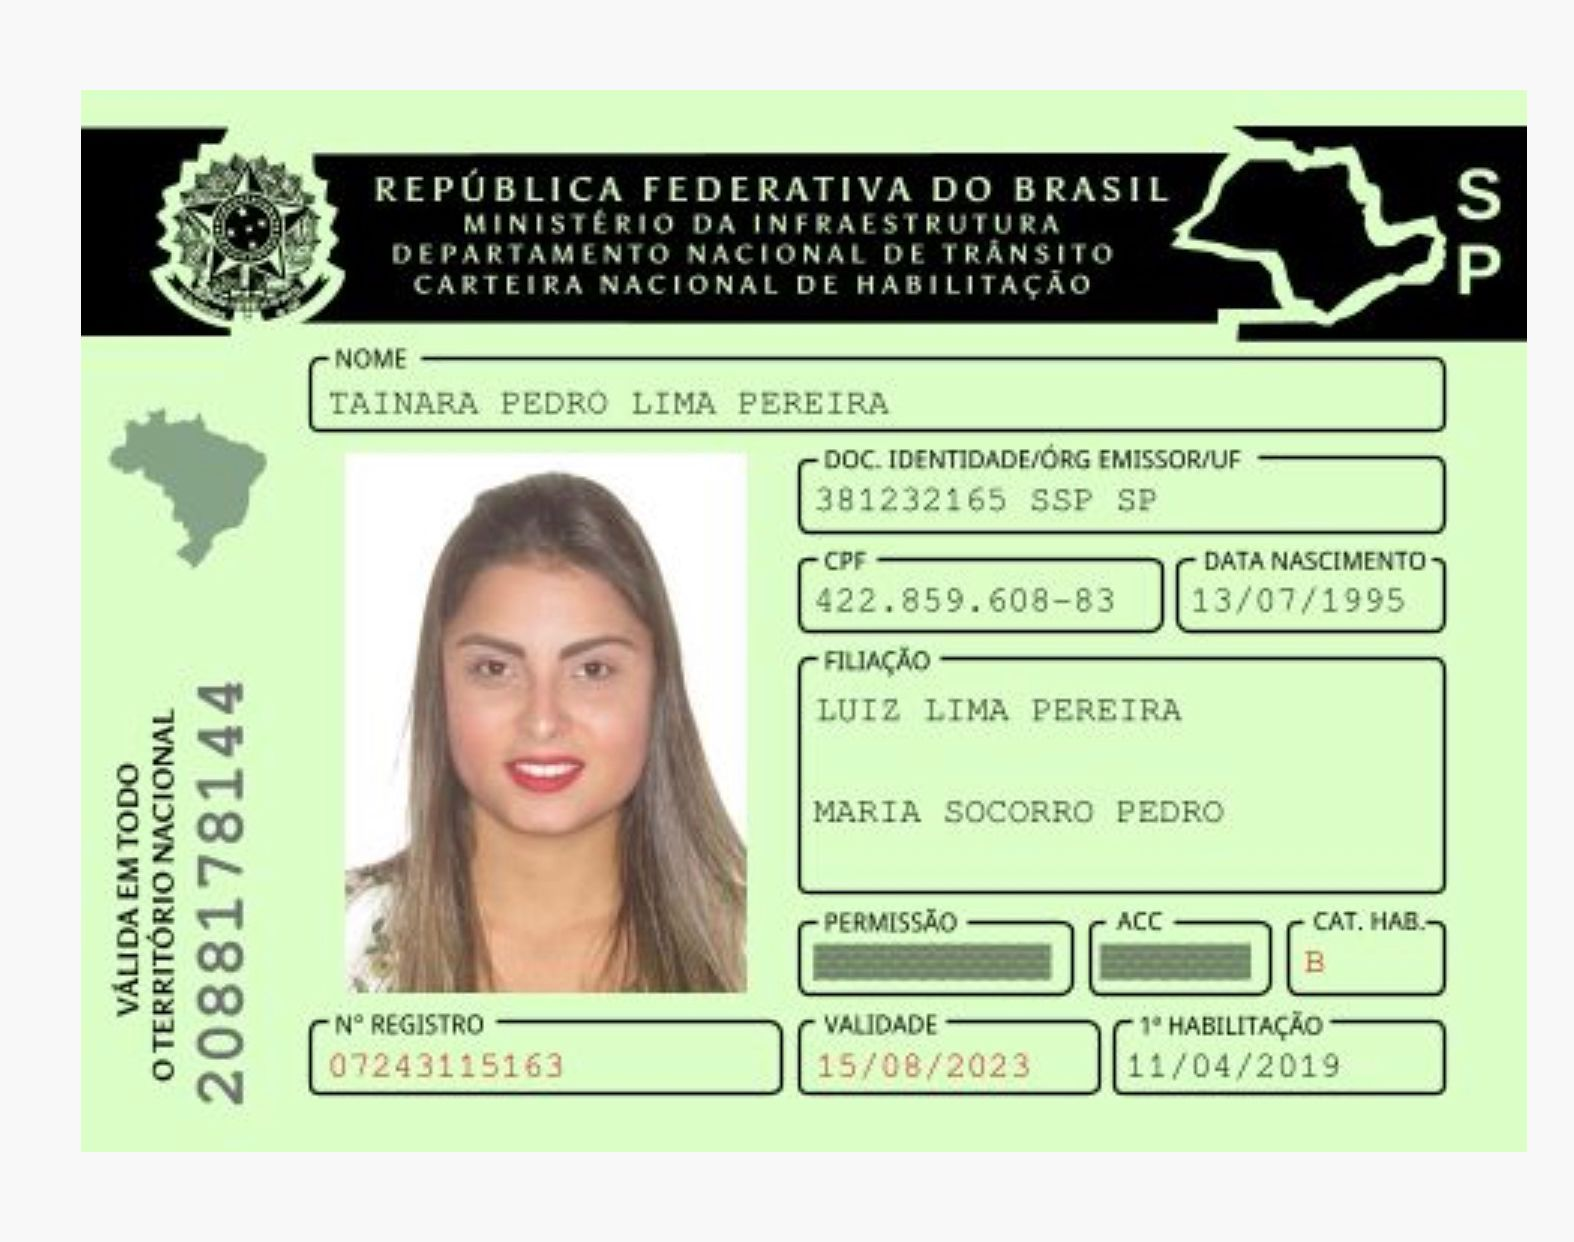 REPÚBLICA FEDERATIVA DO BRASIL
MINISTÉRIO DA INFRAESTRUTURA
DEPARTAMENTO NACIONAL DE TRÂNSITO
CARTEIRA NACIONAL DE HABILITAÇÃO
SP
NOME
TAINARA PEDRO LIMA PEREIRA
DOC. IDENTIDADE/ÓRG EMISSOR/UF
381232165 SSP SP
CPF
422.859.608-83
DATA NASCIMENTO
13/07/1995
FILIAÇÃO
LUIZ LIMA PEREIRA
MARIA SOCORRO PEDRO
PERMISSÃO
ACC
CAT. HAB.
B
Nº REGISTRO
07243115163
VALIDADE
15/08/2023
1ª HABILITAÇÃO
11/04/2019
VÁLIDA EM TODO
O TERRITÓRIO NACIONAL
2088178144